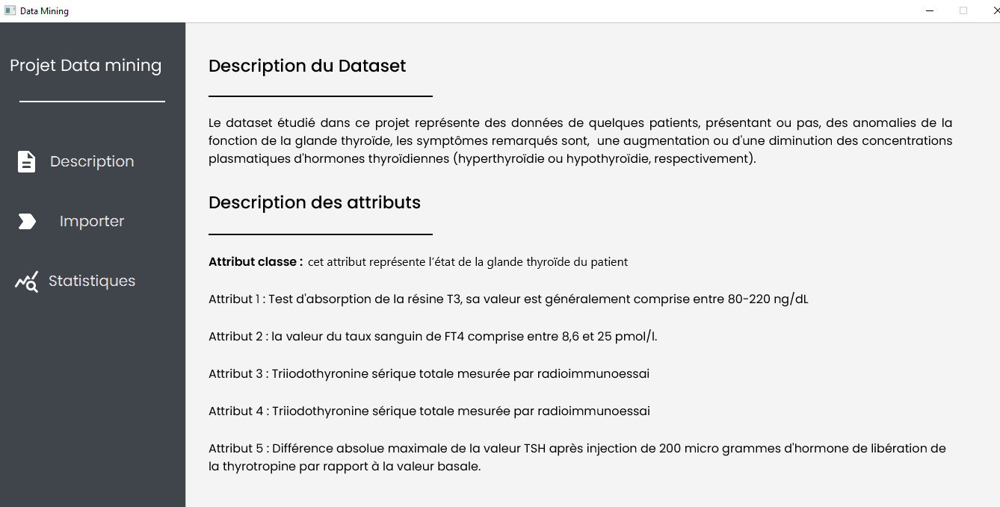 Data Mining
Projet Data mining
Description
Importer
Statistiques
Description du Dataset
Le dataset étudié dans ce projet représente des données de quelques patients, présentant ou pas, des anomalies de la
fonction de la glande thyroïde, les symptômes remarqués sont, une augmentation ou d'une diminution des concentrations
plasmatiques d'hormones thyroïdiennes (hyperthyroïdie ou hypothyroïdie, respectivement).
Description des attributs
Attribut classe : cet attribut représente l'état de la glande thyroïde du patient
Attribut 1 : Test d'absorption de la résine T3, sa valeur est généralement comprise entre 80-220 ng/dL
Attribut 2 : la valeur du taux sanguin de FT4 comprise entre 8,6 et 25 pmol/l.
Attribut 3 : Triiodothyronine sérique totale mesurée par radioimmunoessai
Attribut 4 : Triiodothyronine sérique totale mesurée par radioimmunoessai
Attribut 5 : Différence absolue maximale de la valeur TSH après injection de 200 micro grammes d'hormone de libération de
la thyrotropine par rapport à la valeur basale.